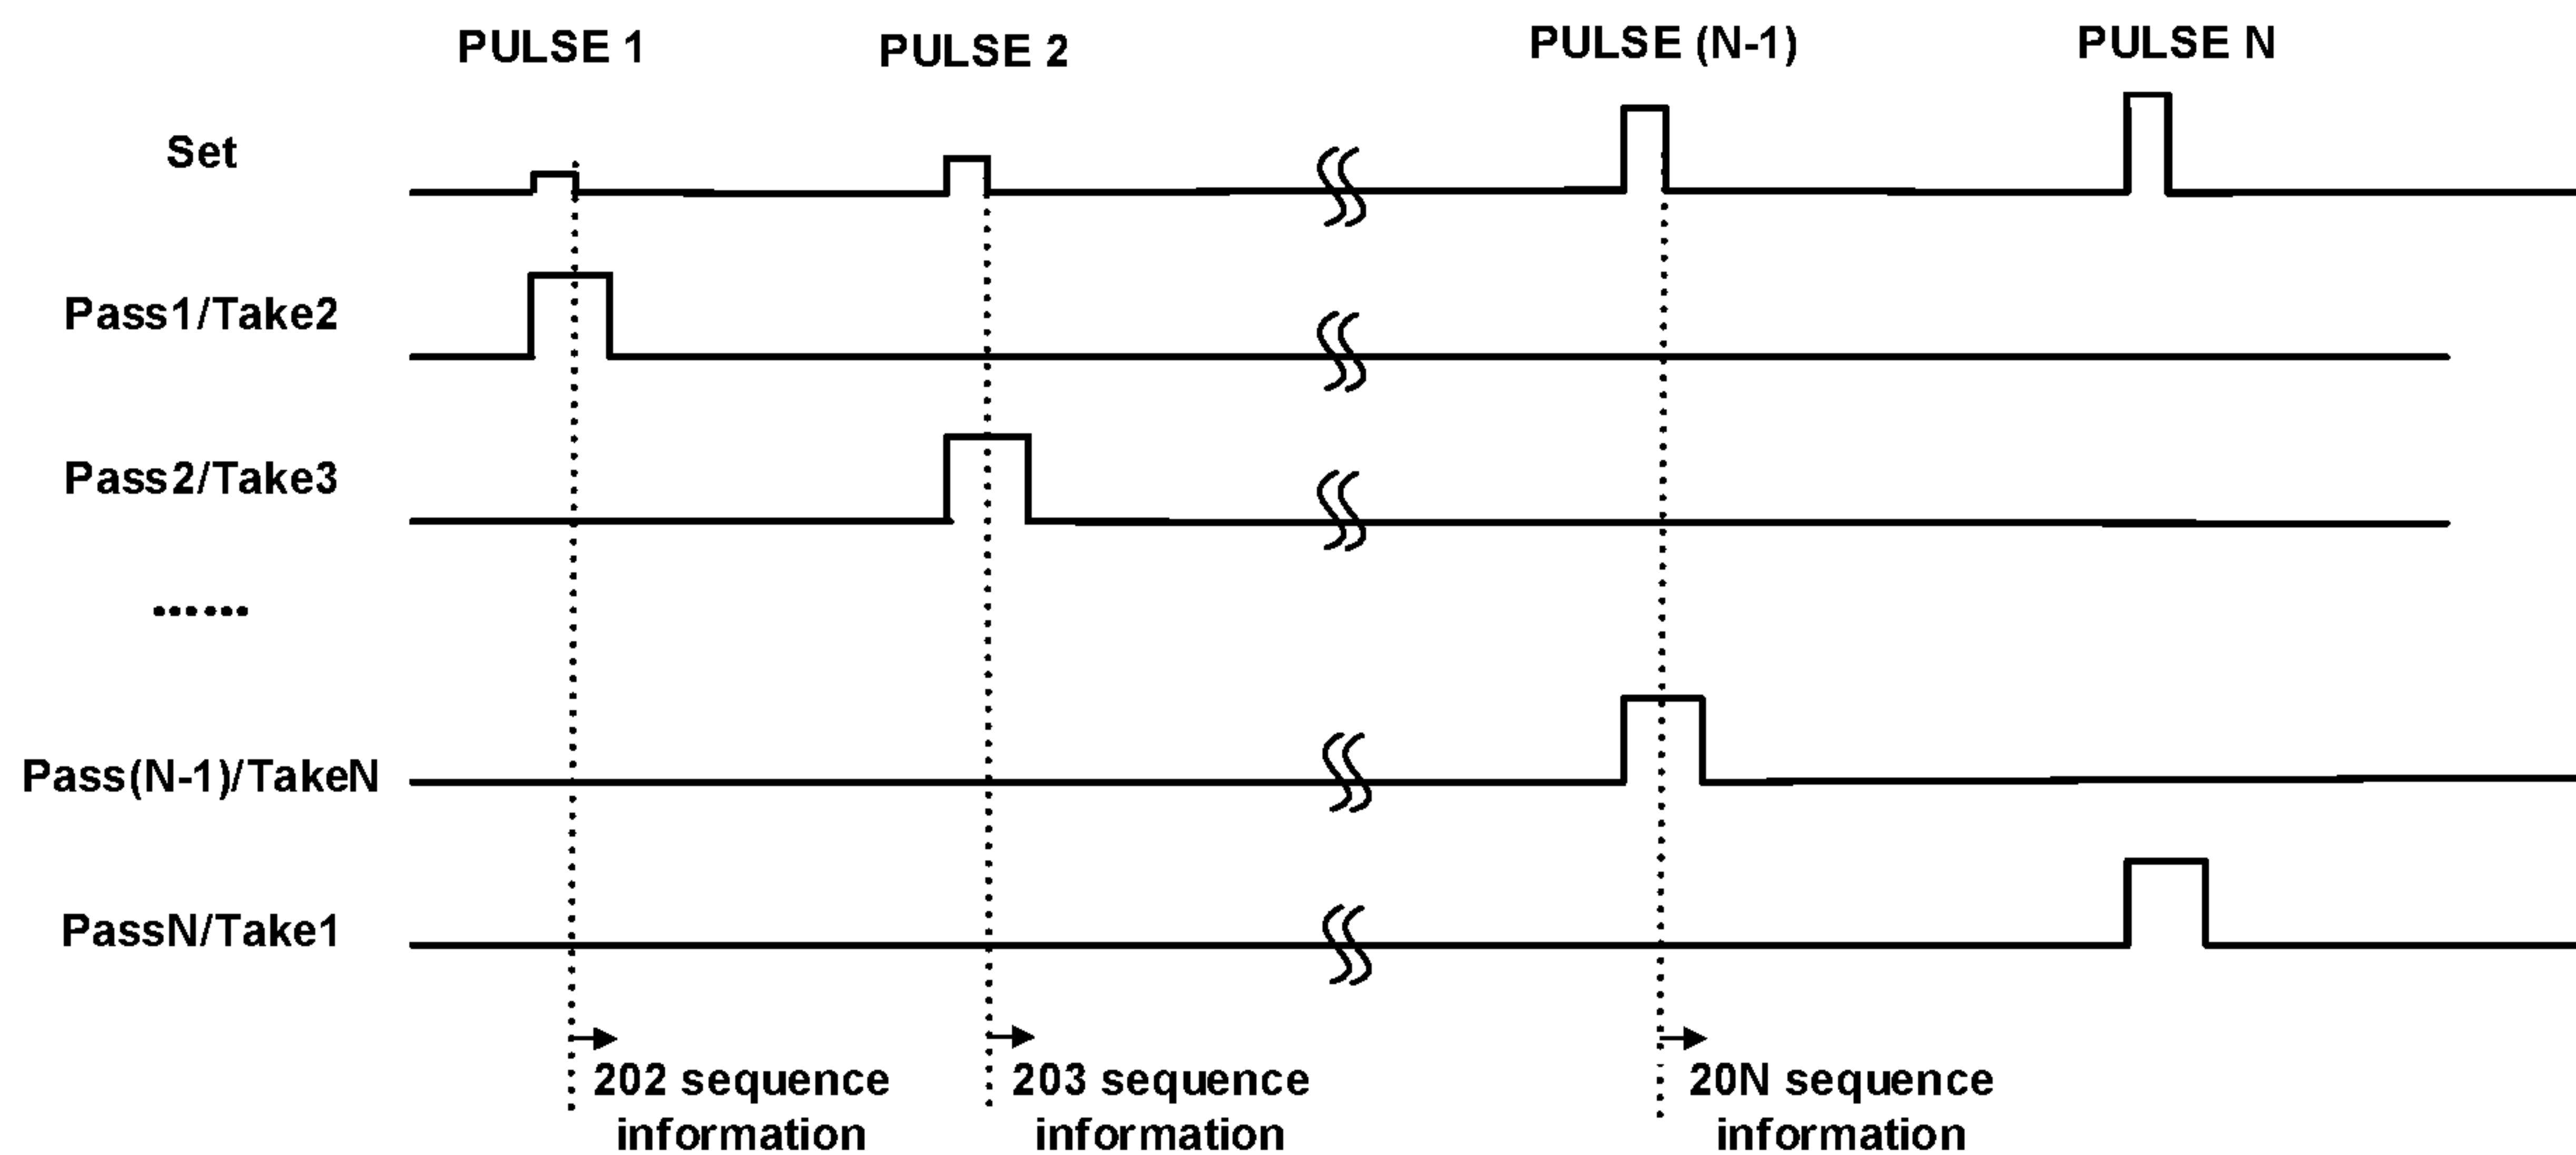 PULSE 1
PULSE 2
PULSE (N-1)
PULSE N
Set
Pass1/Take2
Pass2/Take3
......
Pass(N-1)/TakeN
PassN/Take1
202 sequence
information
203 sequence
information
20N sequence
information